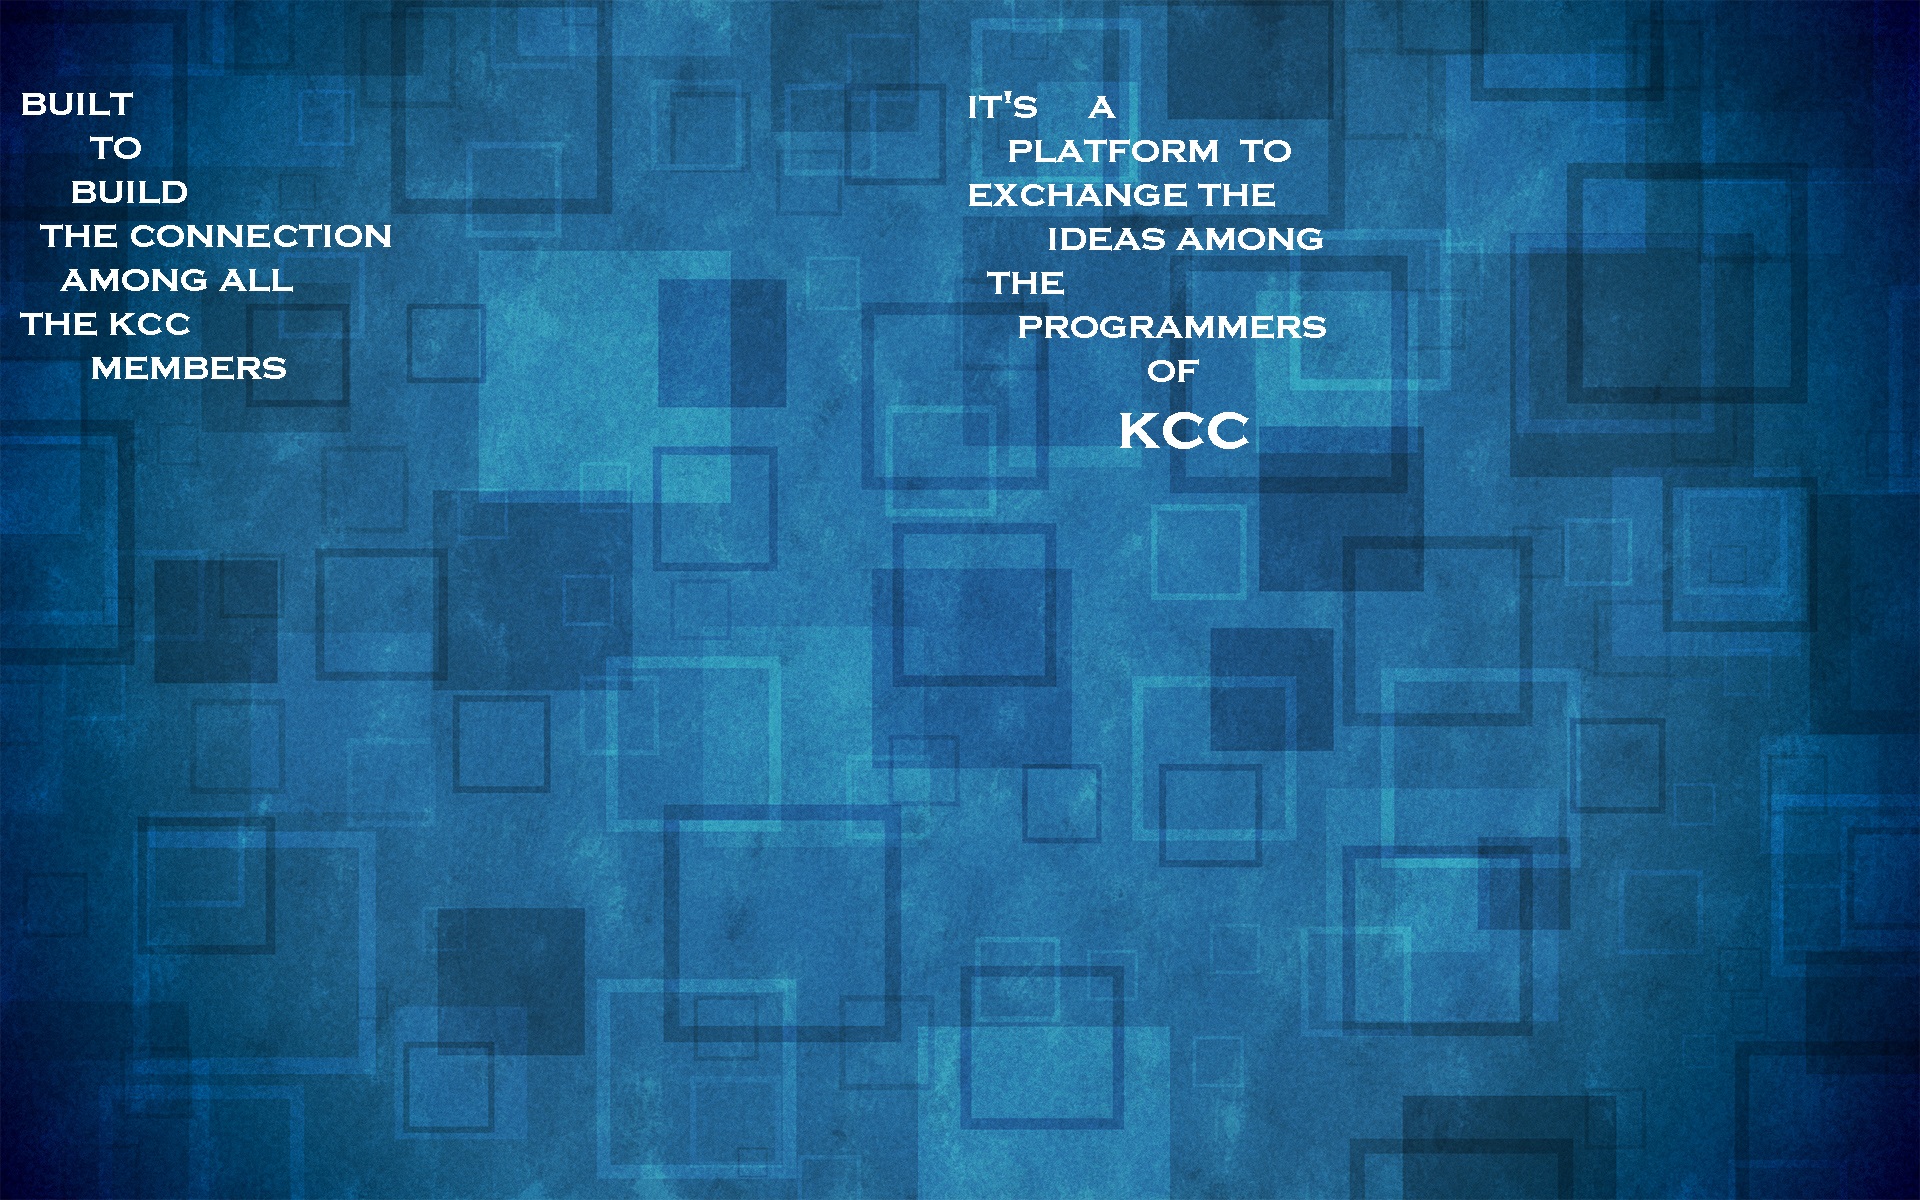 BUILT
TO
BUILD
THE CONNECTION
AMONG ALL
THE KCC
MEMBERS
IT'S A
PLATFORM TO
EXCHANGE THE
IDEAS AMONG
THE
PROGRAMMERS
OF
KCC